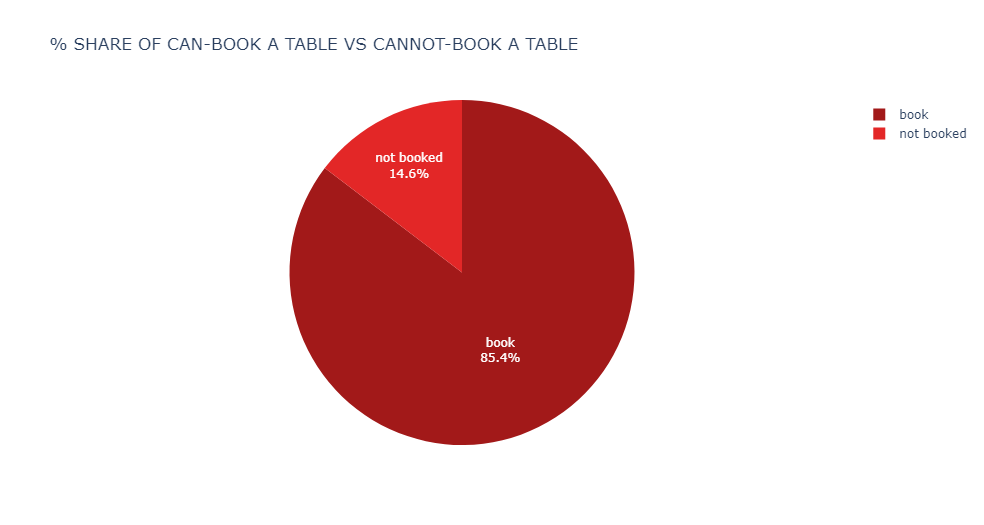 % SHARE OF CAN-BOOK A TABLE VS CANNOT-BOOK A TABLE
book
not booked
not booked
14.6%
book
85.4%